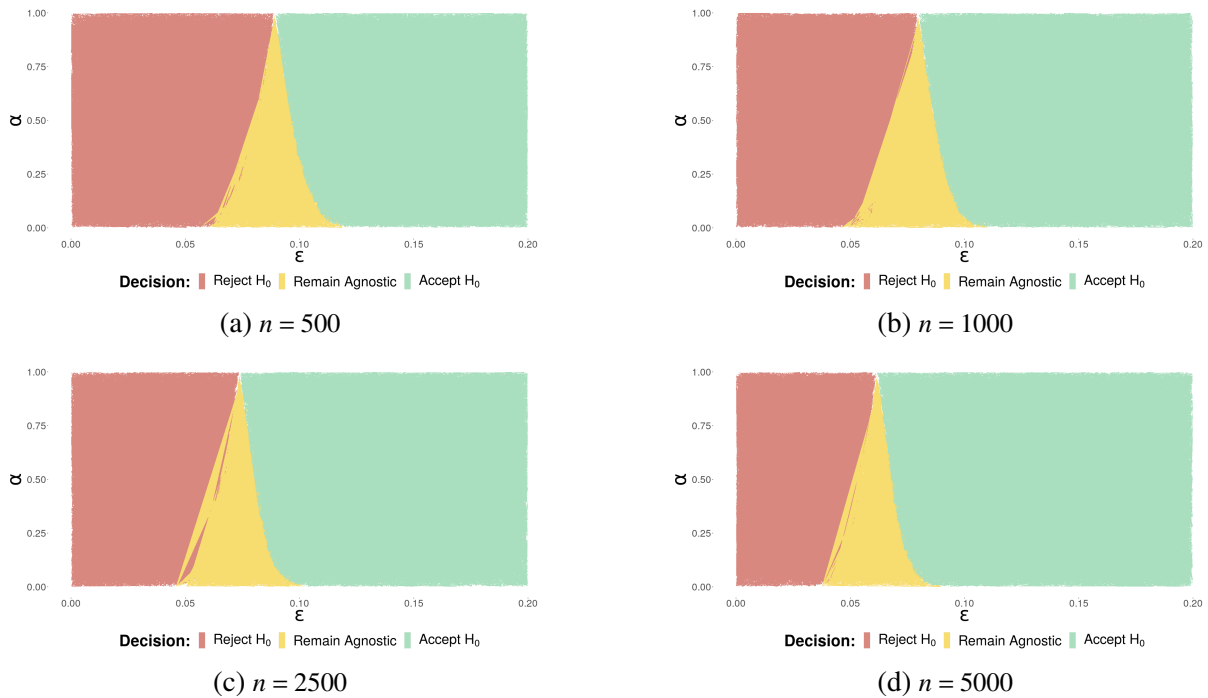 1.00
0.75
α
0.50
0.25
0.00
0.00 0.05 0.10 0.15 0.20
ε
Decision: Reject H₀ Remain Agnostic Accept H₀
(a) n = 500
1.00
0.75
α
0.50
0.25
0.00
0.00 0.05 0.10 0.15 0.20
ε
Decision: Reject H₀ Remain Agnostic Accept H₀
(b) n = 1000
1.00
0.75
α
0.50
0.25
0.00
0.00 0.05 0.10 0.15 0.20
ε
Decision: Reject H₀ Remain Agnostic Accept H₀
(c) n = 2500
1.00
0.75
α
0.50
0.25
0.00
0.00 0.05 0.10 0.15 0.20
ε
Decision: Reject H₀ Remain Agnostic Accept H₀
(d) n = 5000